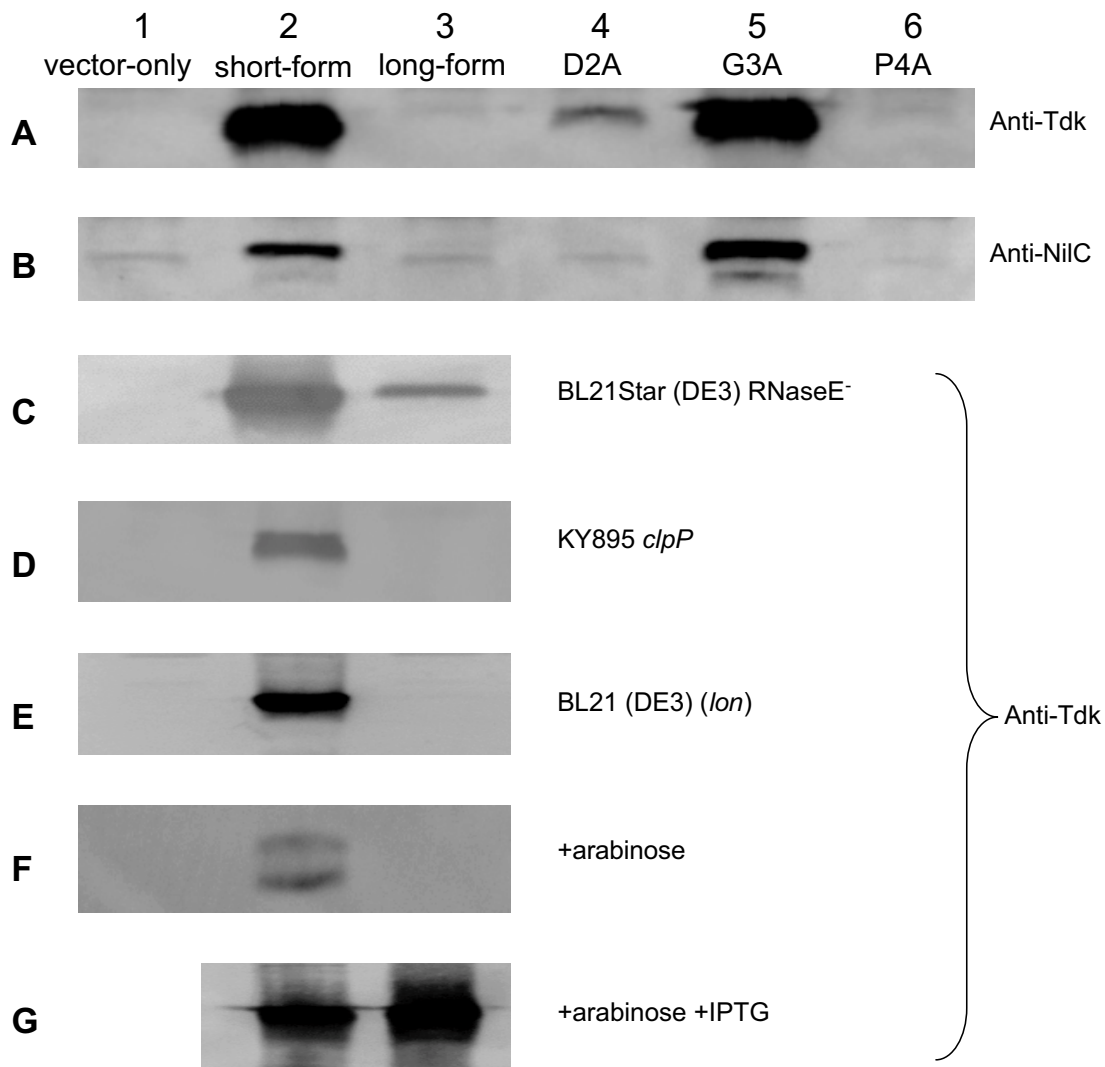 1 2 3 4 5 6
vector-only short-form long-form D2A G3A P4A
A Anti-Tdk
B Anti-NilC
C BL21Star (DE3) RNaseE-
D KY895 clpP
E BL21 (DE3) (lon)
Anti-Tdk
F +arabinose
G +arabinose +IPTG